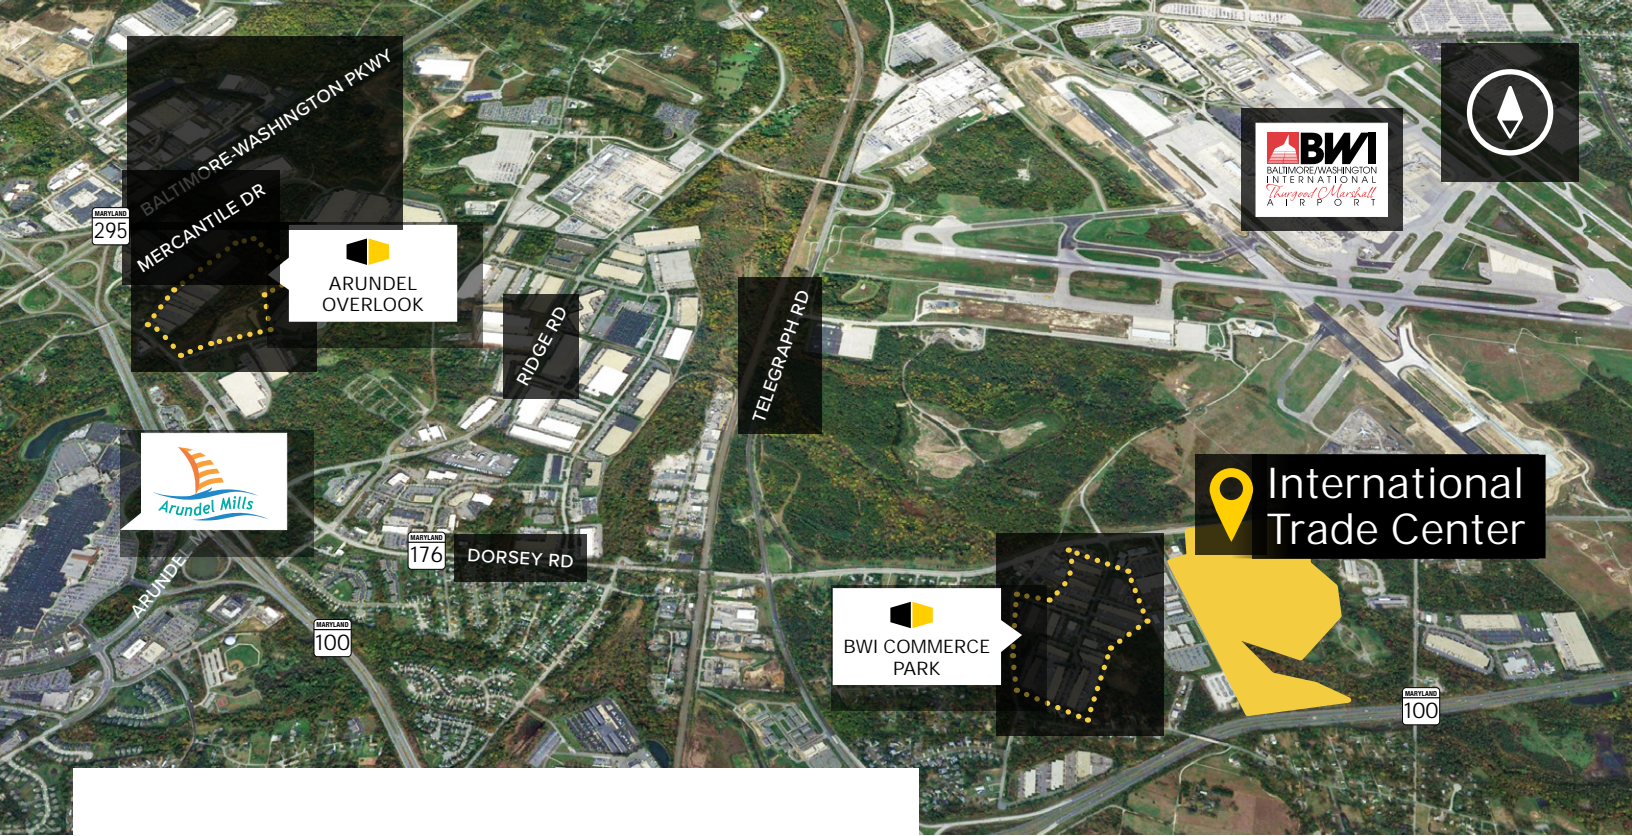 BALTIMORE-WASHINGTON PKWY
MERCANTILE DR
MARYLAND
295
ARUNDEL
OVERLOOK
RIDGE RD
TELEGRAPH RD
BWI
BALTIMORE/WASHINGTON
INTERNATIONAL
Thurgood Marshall
AIRPORT
Arundel Mills
International
Trade Center
MARYLAND
176
DORSEY RD
MARYLAND
100
BWI COMMERCE
PARK
MARYLAND
100